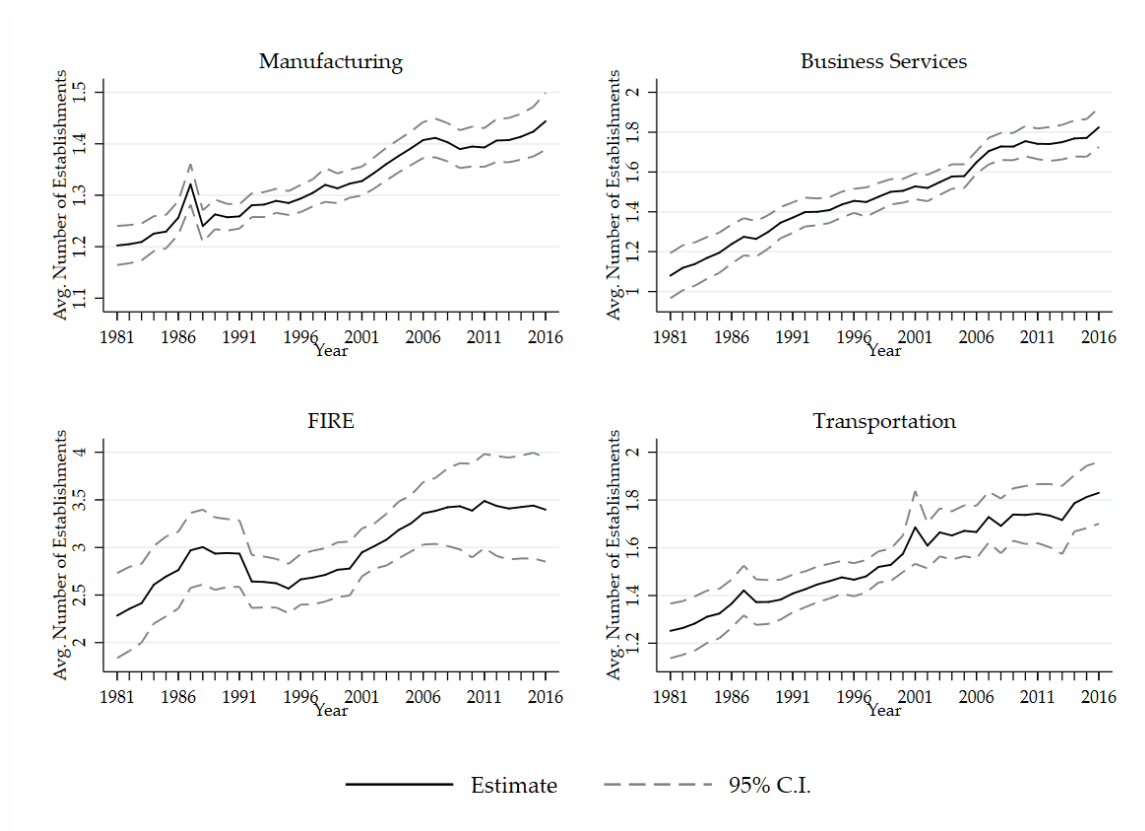 Manufacturing
Avg. Number of Establishments
1.5
1.4
1.3
1.2
1.1
1981 1986 1991 1996 2001 2006 2011 2016
Year
Business Services
Avg. Number of Establishments
2
1.8
1.6
1.4
1.2
1
1981 1986 1991 1996 2001 2006 2011 2016
Year
FIRE
Avg. Number of Establishments
4
3.5
3
2.5
2
1981 1986 1991 1996 2001 2006 2011 2016
Year
Transportation
Avg. Number of Establishments
2
1.8
1.6
1.4
1.2
1981 1986 1991 1996 2001 2006 2011 2016
Year
Estimate 95% C.I.